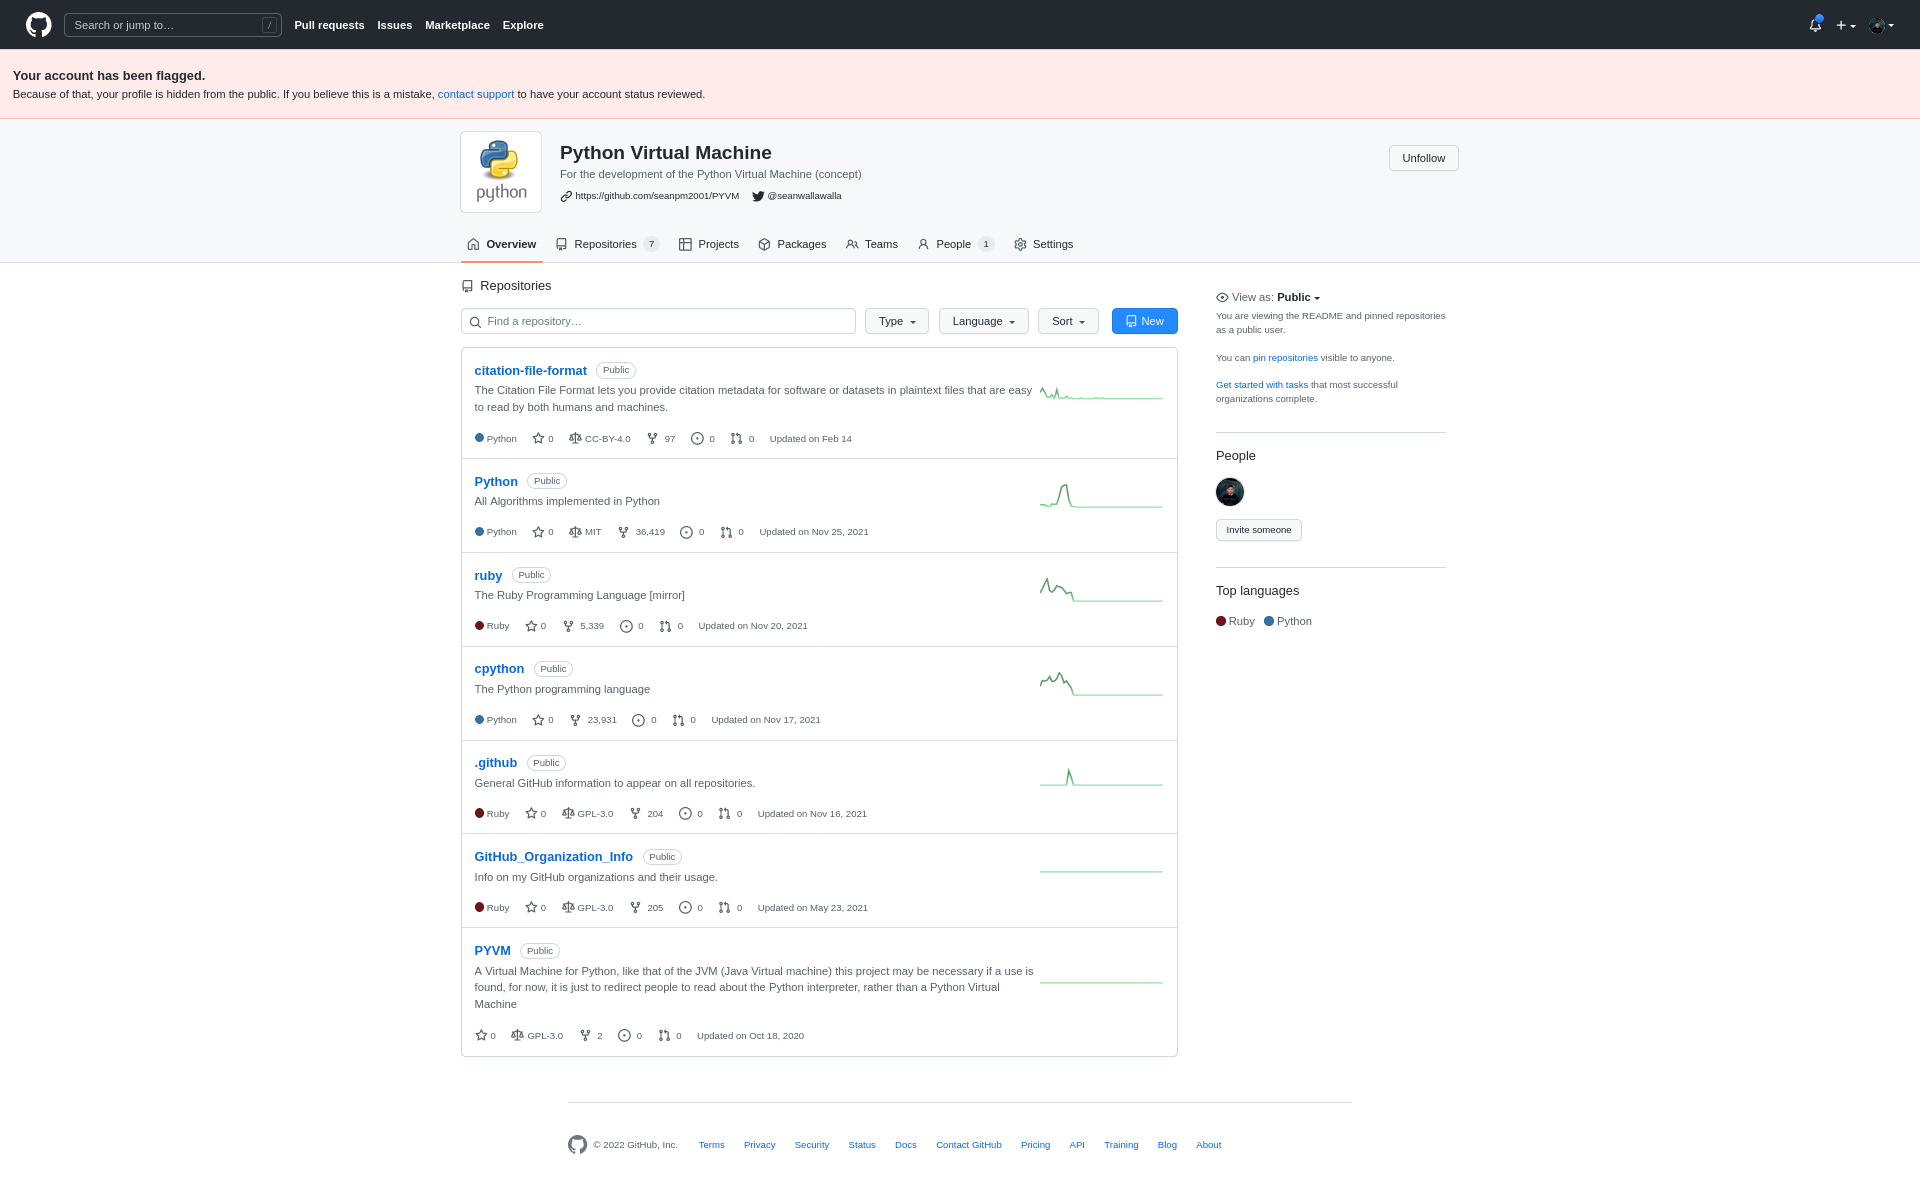 Search or jump to… /
Pull requests Issues Marketplace Explore
Your account has been flagged.
Because of that, your profile is hidden from the public. If you believe this is a mistake, contact support to have your account status reviewed.
python
Python Virtual Machine
For the development of the Python Virtual Machine (concept)
https://github.com/seanpm2001/PYVM @seanwallawalla
Unfollow
Overview Repositories 7 Projects Packages Teams People 1 Settings
Repositories
Find a repository… Type Language Sort New
citation-file-format Public
The Citation File Format lets you provide citation metadata for software or datasets in plaintext files that are easy
to read by both humans and machines.
Python 0 CC-BY-4.0 97 0 0 Updated on Feb 14
Python Public
All Algorithms implemented in Python
Python 0 MIT 36,419 0 0 Updated on Nov 25, 2021
ruby Public
The Ruby Programming Language [mirror]
Ruby 0 5,339 0 0 Updated on Nov 20, 2021
cpython Public
The Python programming language
Python 0 23,931 0 0 Updated on Nov 17, 2021
.github Public
General GitHub information to appear on all repositories.
Ruby 0 GPL-3.0 204 0 0 Updated on Nov 16, 2021
GitHub_Organization_Info Public
Info on my GitHub organizations and their usage.
Ruby 0 GPL-3.0 205 0 0 Updated on May 23, 2021
PYVM Public
A Virtual Machine for Python, like that of the JVM (Java Virtual machine) this project may be necessary if a use is
found, for now, it is just to redirect people to read about the Python interpreter, rather than a Python Virtual
Machine
0 GPL-3.0 2 0 0 Updated on Oct 18, 2020
View as: Public
You are viewing the README and pinned repositories
as a public user.
You can pin repositories visible to anyone.
Get started with tasks that most successful
organizations complete.
People
Invite someone
Top languages
Ruby Python
© 2022 GitHub, Inc. Terms Privacy Security Status Docs Contact GitHub Pricing API Training Blog About